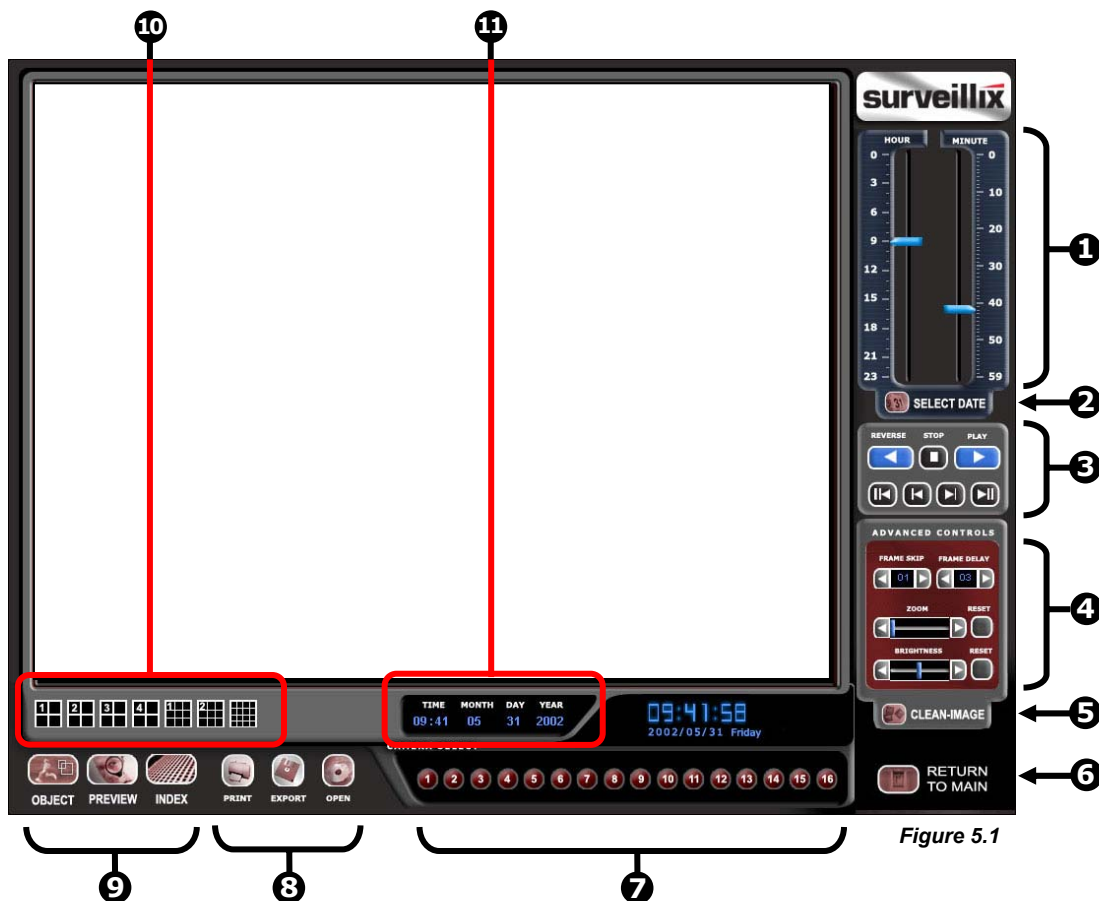 10 11
surveillix
HOUR MINUTE
0 0
3 10
6 20
9 30
12 40
15 50
18 59
21
23
1
31 SELECT DATE
2
REVERSE STOP PLAY
3
ADVANCED CONTROLS
FRAME SKIP FRAME DELAY
01 03
ZOOM RESET
BRIGHTNESS RESET
4
CLEAN-IMAGE
5
1 2 3 4 1 2
TIME MONTH DAY YEAR
09:41 05 31 2002
09:41:58
2002/05/31 Friday
CAMERA SELECT
1 2 3 4 5 6 7 8 9 10 11 12 13 14 15 16
OBJECT PREVIEW INDEX
PRINT EXPORT OPEN
RETURN
TO MAIN
6
Figure 5.1
9 8 7